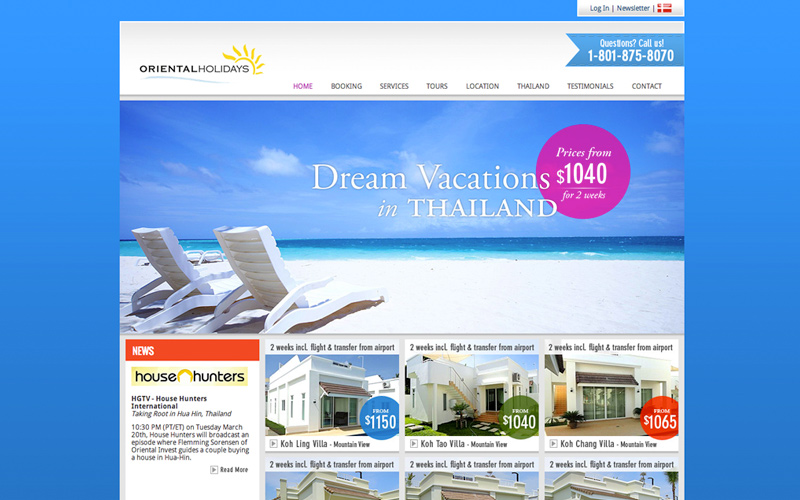 Log In | Newsletter |
Questions? Call us!
1-801-875-8070
ORIENTALHOLIDAYS
HOME BOOKING SERVICES TOURS LOCATION THAILAND TESTIMONIALS CONTACT
Prices from
$1040
for 2 weeks
Dream Vacations
in THAILAND
NEWS
house hunters
HGTV - House Hunters
International
Taking Root in Hua Hin, Thailand
10:30 PM (PT/ET) on Tuesday March
20th, House Hunters will broadcast an
episode where Flemming Sorensen of
Oriental Invest guides a couple buying
a house in Hua-Hin.
Read More
2 weeks incl. flight & transfer from airport
FROM
$1150
Koh Ling Villa - Mountain View
2 weeks incl. flight & transfer from airport
FROM
$1040
Koh Tao Villa - Mountain View
2 weeks incl. flight & transfer from airport
FROM
$1065
Koh Chang Villa - Mountain View
2 weeks incl. flight & transfer from airport
2 weeks incl. flight & transfer from airport
2 weeks incl. flight & transfer from airport